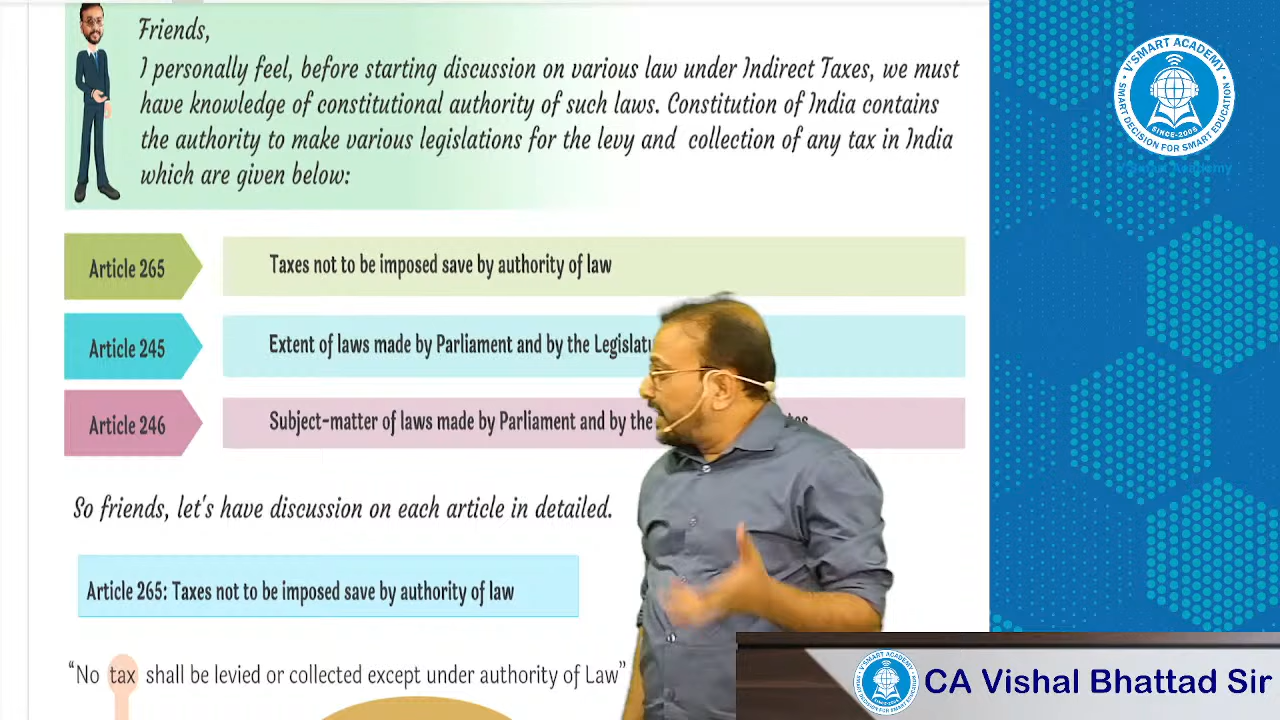 Friends,
I personally feel, before starting discussion on various law under Indirect Taxes, we must
have knowledge of constitutional authority of such laws. Constitution of India contains
the authority to make various legislations for the levy and collection of any tax in India
which are given below:
Article 265
Taxes not to be imposed save by authority of law
Article 245
Extent of laws made by Parliament and by the
Article 246
Subject-matter of laws made by Parliament and by the
So friends, let's have discussion on each article in detailed.
Article 265: Taxes not to be imposed save by authority of law
“No tax shall be levied or collected except under authority of Law”
V'SMART ACADEMY
SINCE-2005
SMART DECISION FOR SMART EDUCATION
V'Smart Academy
CA Vishal Bhattad Sir